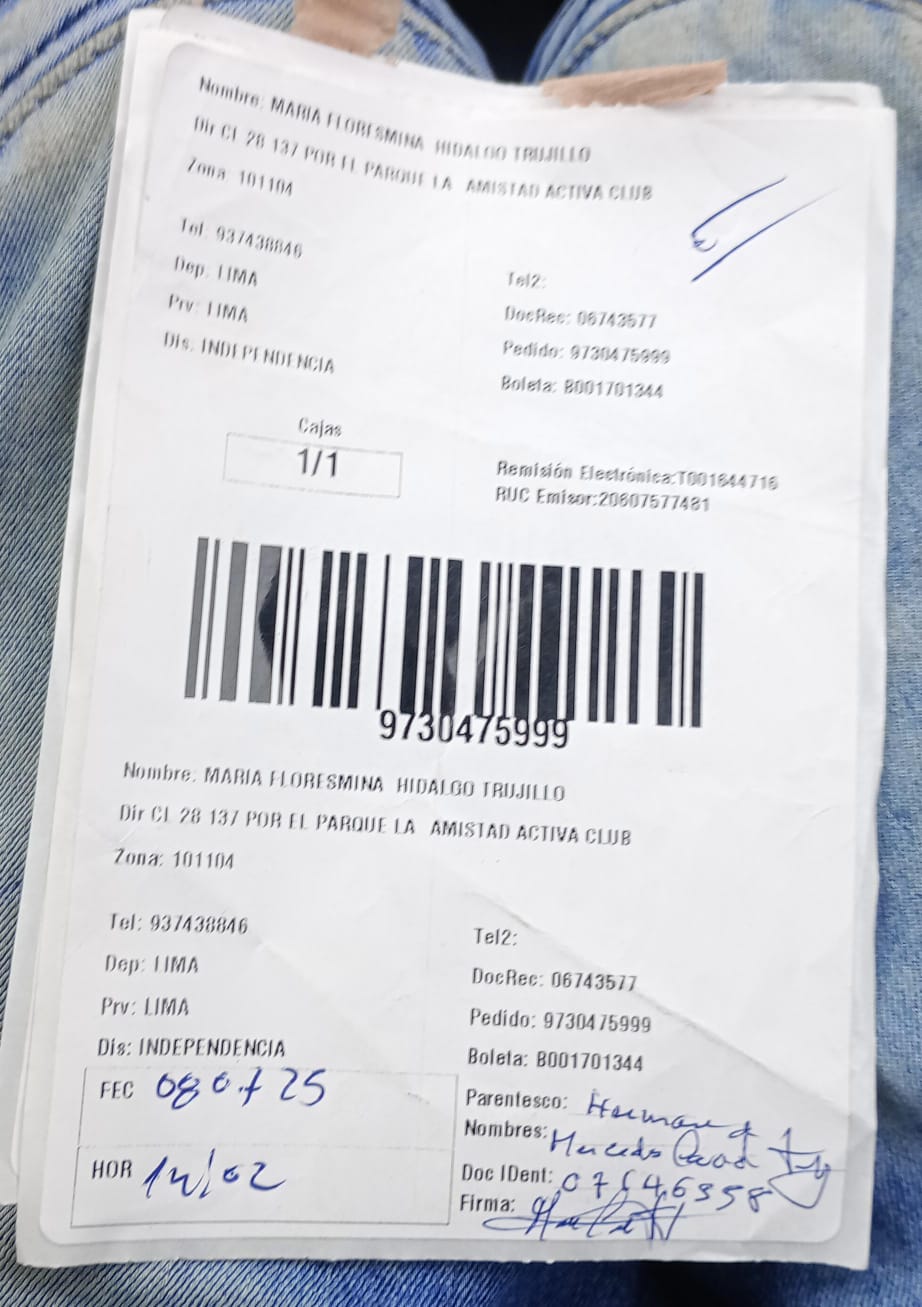 Nombre: MARIA FLORESMINA HIDALGO TRUJILLO
Dir CL 28 137 POR EL PARQUE LA AMISTAD ACTIVA CLUB
Zona: 101104
Tel: 937438846
Dep: LIMA
Prv: LIMA
Dis: INDEPENDENCIA
Tel2:
DocRec: 06743577
Pedido: 9730475999
Boleta: B001701344
Cajas
1/1
Remisión Electrónica:T001644716
RUC Emisor:20607577481
9730475999
Nombre: MARIA FLORESMINA HIDALGO TRUJILLO
Dir CL 28 137 POR EL PARQUE LA AMISTAD ACTIVA CLUB
Zona: 101104
Tel: 937438846
Dep: LIMA
Prv: LIMA
Dis: INDEPENDENCIA
FEC
HOR 14/02
Tel2:
DocRec: 06743577
Pedido: 9730475999
Boleta: B001701344
Parentesco: Hermana
Nombres: Mercedes
Doc IDent:
Firma: